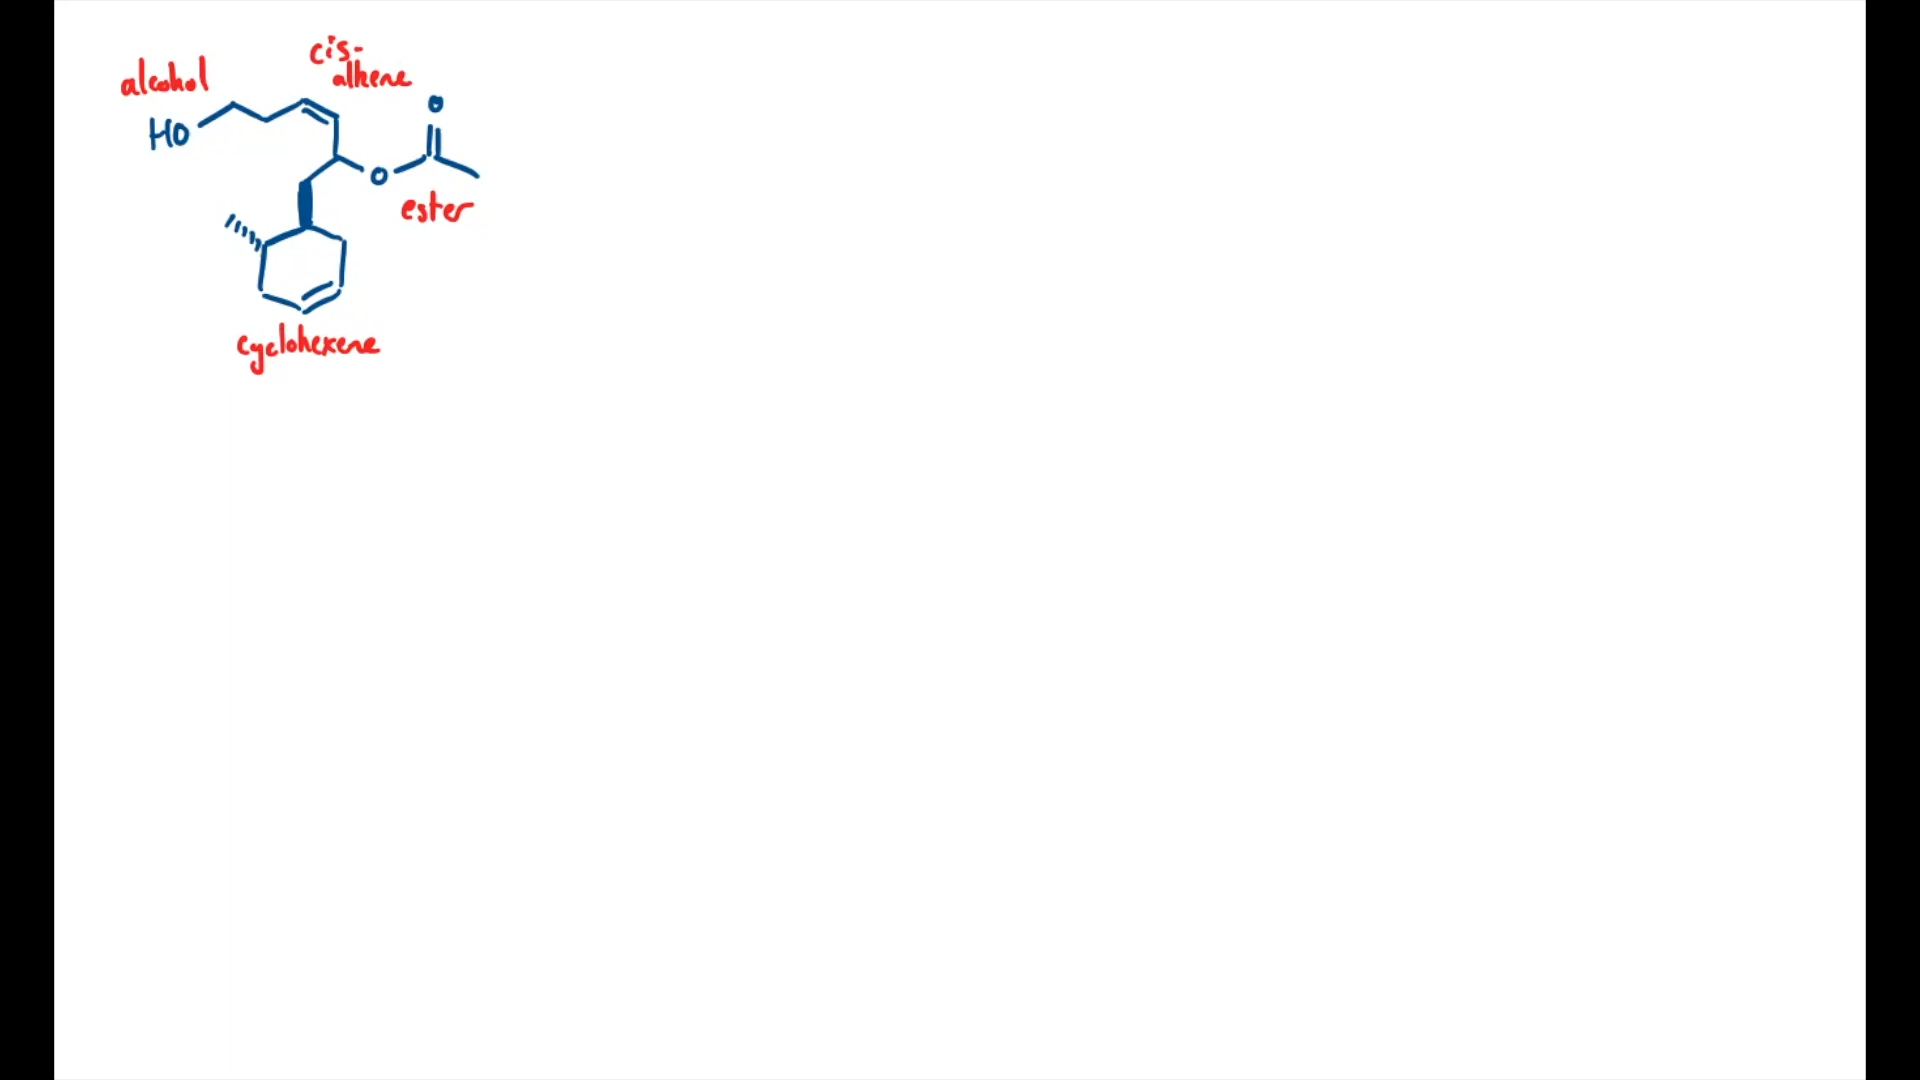 cis-
alkene
alcohol
HO
O
O
ester
cyclohexene